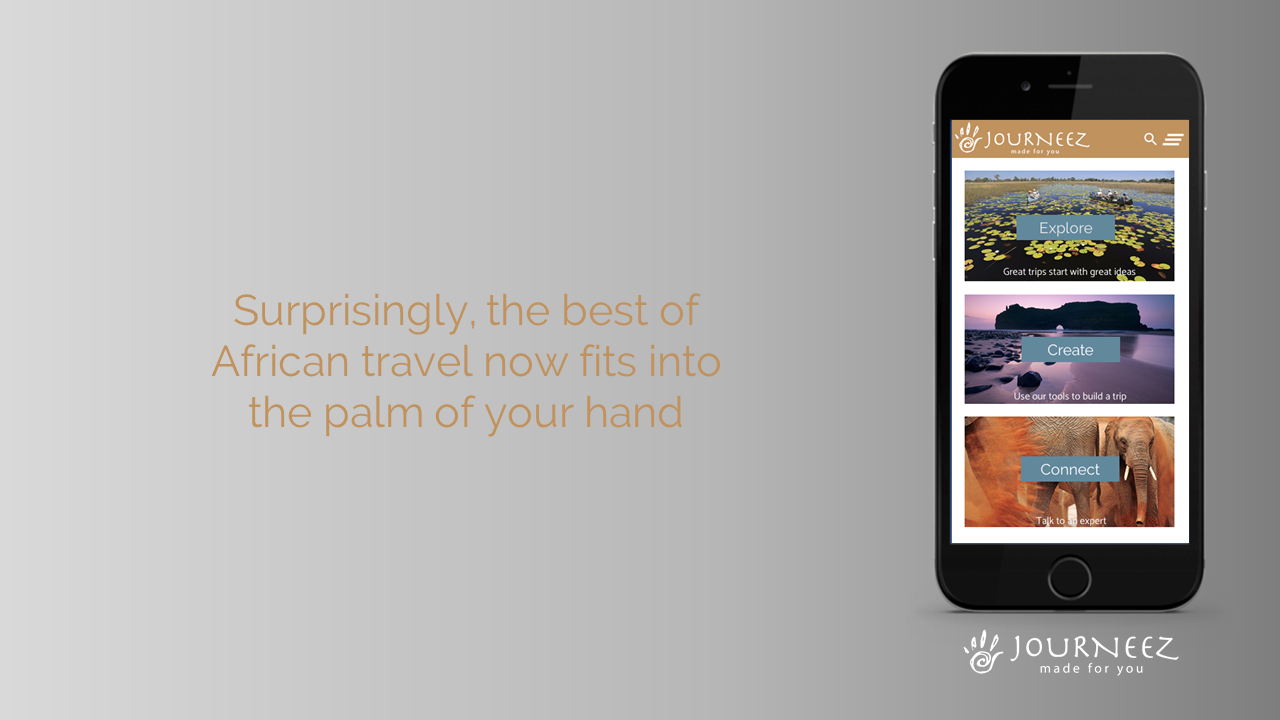 Surprisingly, the best of
African travel now fits into
the palm of your hand
JOURNEEZ
made for you
Explore
Great trips start with great ideas
Create
Use our tools to build a trip
Connect
Talk to an expert
JOURNEEZ
made for you